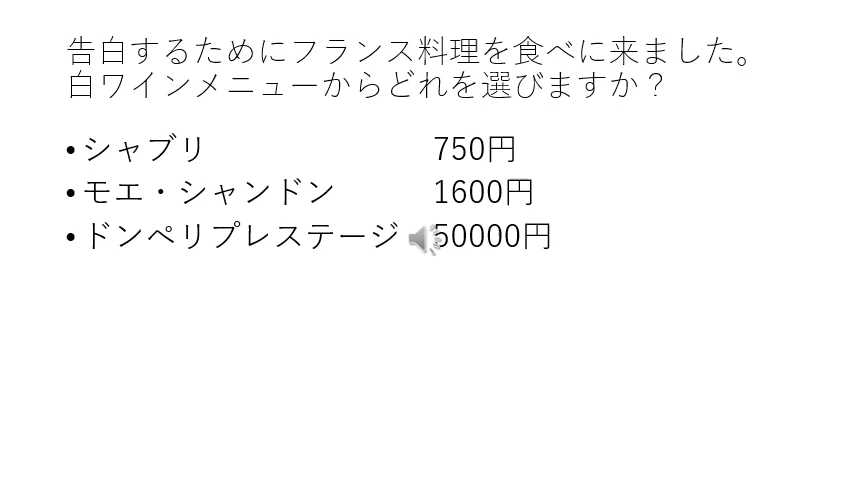 告白するためにフランス料理を食べに来ました。
白ワインメニューからどれを選びますか？
• シャブリ 750円
• モエ・シャンドン 1600円
• ドンペリプレステージ 50000円